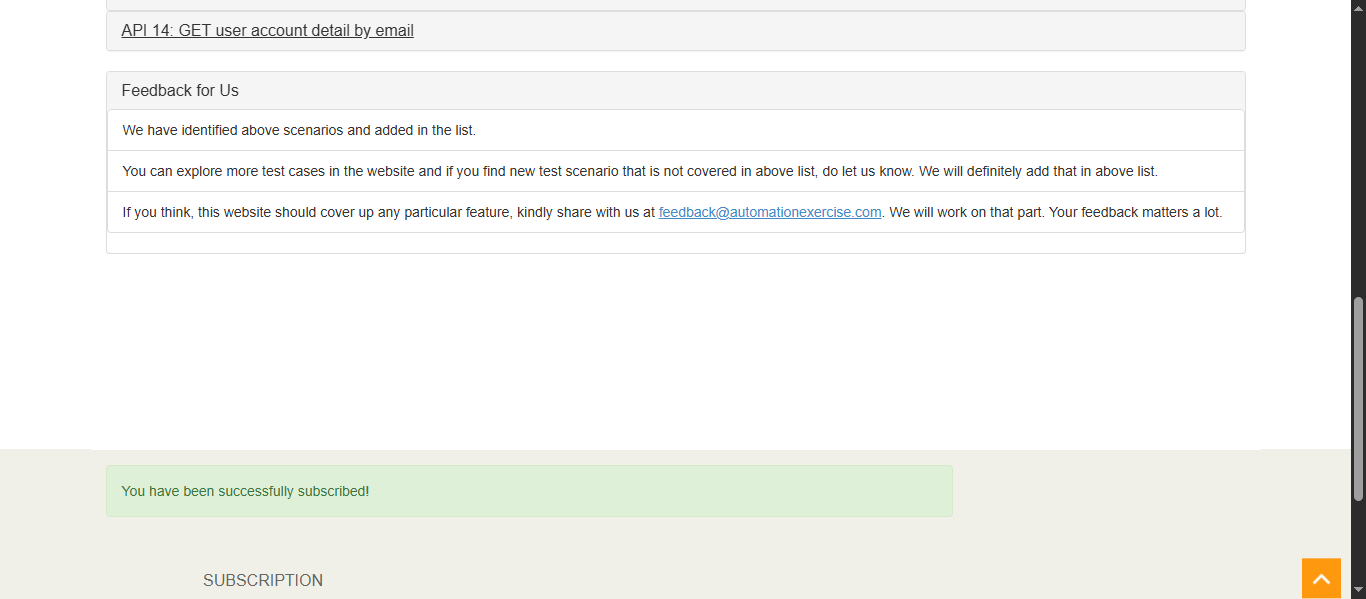 API 14: GET user account detail by email
Feedback for Us
We have identified above scenarios and added in the list.
You can explore more test cases in the website and if you find new test scenario that is not covered in above list, do let us know. We will definitely add that in above list.
If you think, this website should cover up any particular feature, kindly share with us at feedback@automationexercise.com. We will work on that part. Your feedback matters a lot.
You have been successfully subscribed!
SUBSCRIPTION